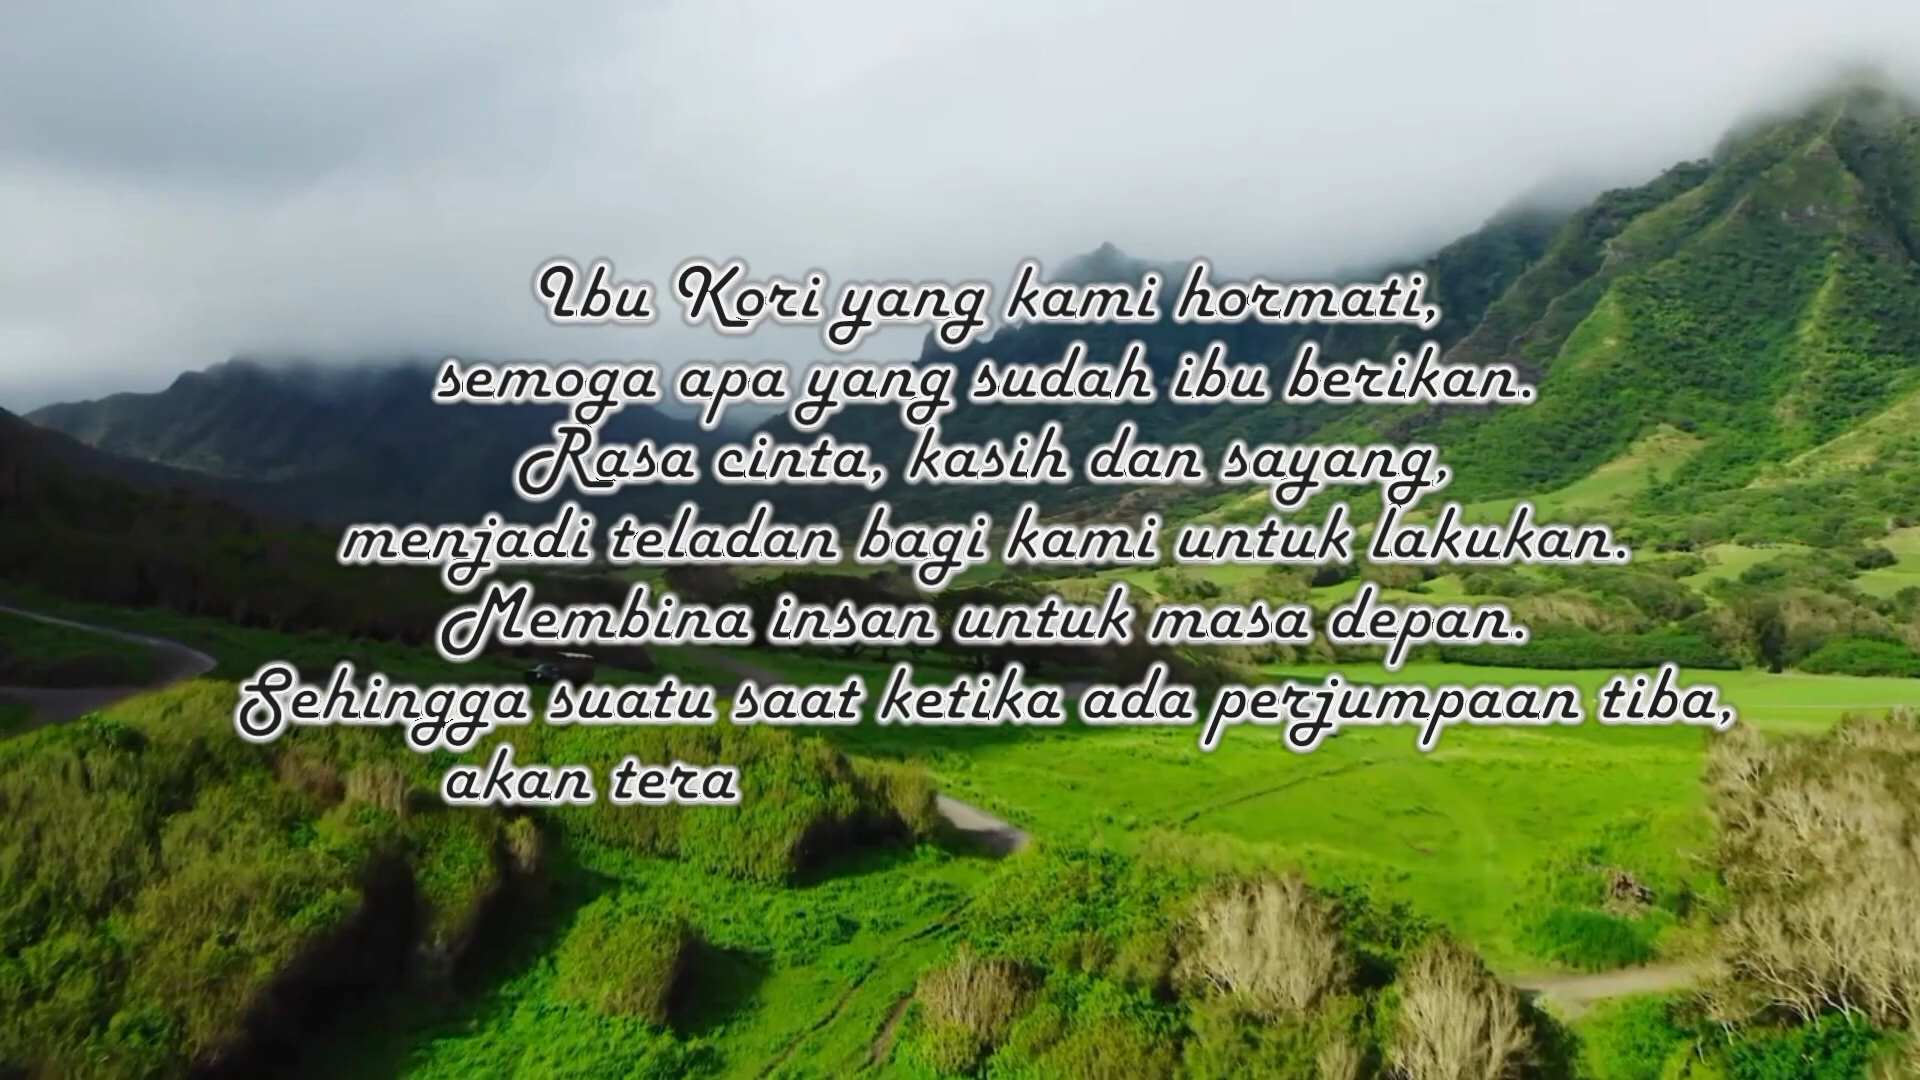 Ibu Kori yang kami hormati,
semoga apa yang sudah ibu berikan.
Rasa cinta, kasih dan sayang,
menjadi teladan bagi kami untuk lakukan.
Membina insan untuk masa depan.
Sehingga suatu saat ketika ada perjumpaan tiba,
akan tera